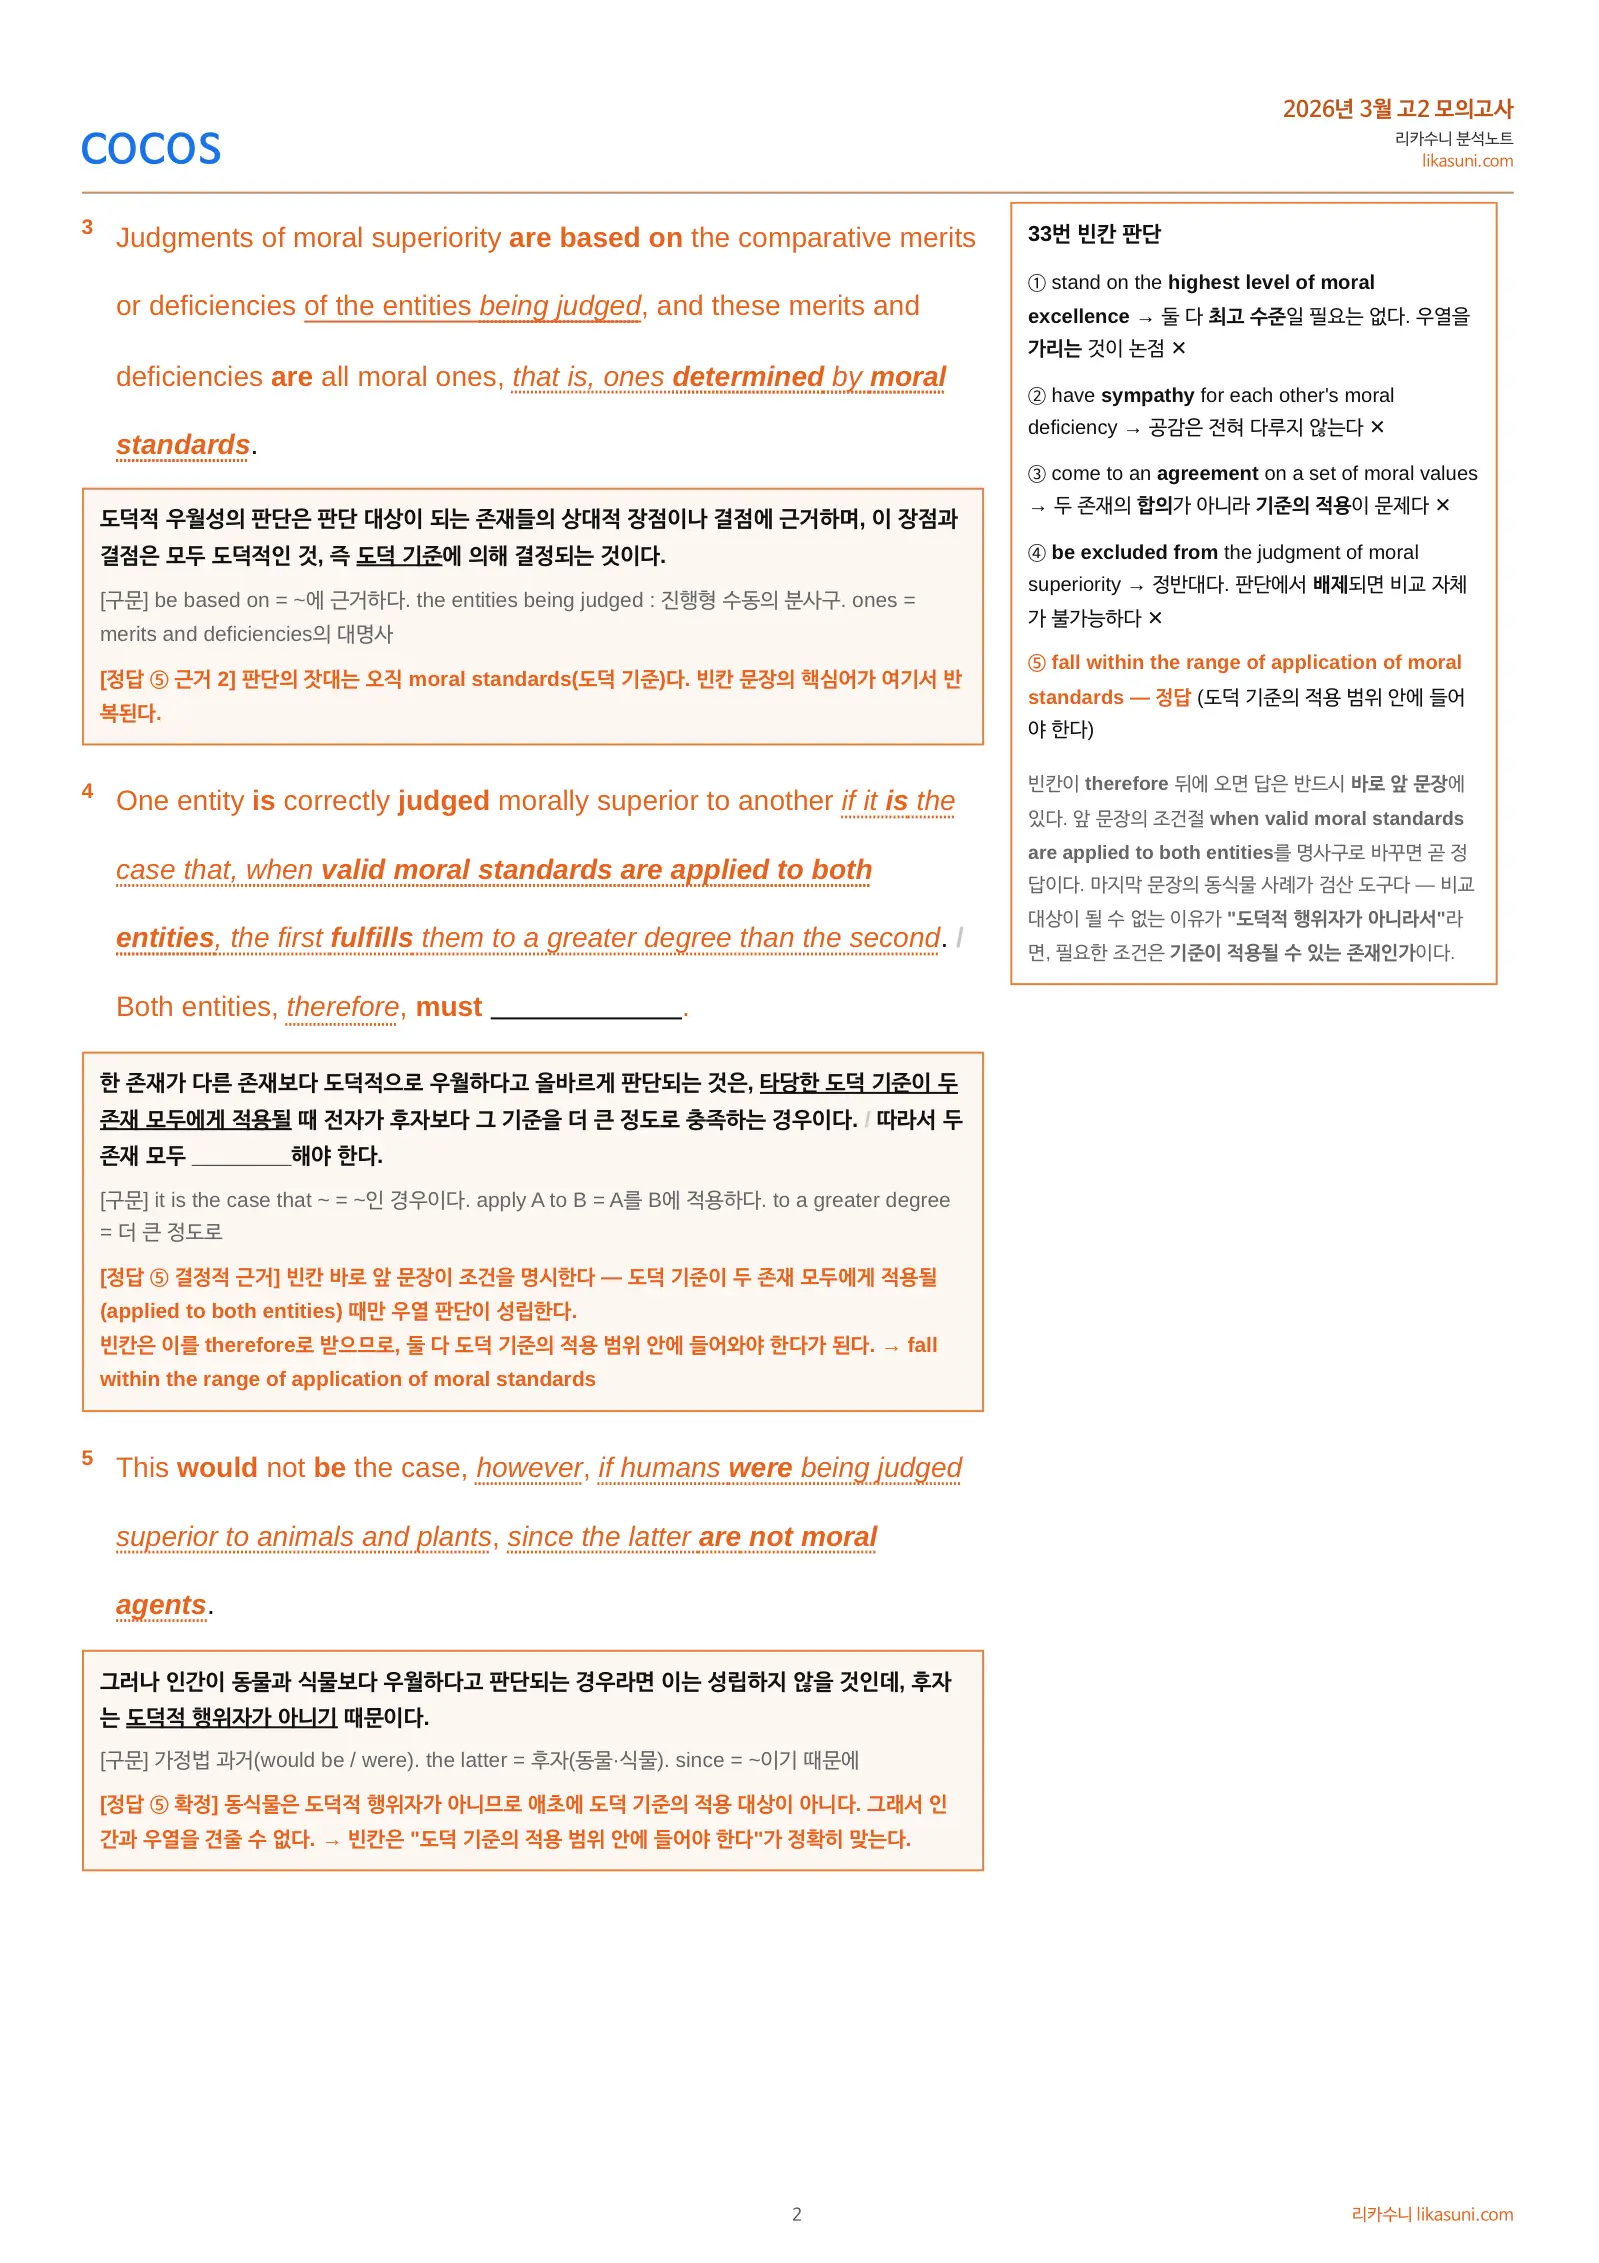 cocos
2026년 3월 고2 모의고사
리카수니 분석노트
likasuni.com
3 Judgments of moral superiority are based on the comparative merits
or deficiencies of the entities being judged, and these merits and
deficiencies are all moral ones, that is, ones determined by moral
standards.
도덕적 우월성의 판단은 판단 대상이 되는 존재들의 상대적 장점이나 결점에 근거하며, 이 장점과
결점은 모두 도덕적인 것, 즉 도덕 기준에 의해 결정되는 것이다.
[구문] be based on = ~에 근거하다. the entities being judged : 진행형 수동의 분사구. ones =
merits and deficiencies의 대명사
[정답 ⑤ 근거 2] 판단의 잣대는 오직 moral standards(도덕 기준)다. 빈칸 문장의 핵심어가 여기서 반
복된다.
4 One entity is correctly judged morally superior to another if it is the
case that, when valid moral standards are applied to both
entities, the first fulfills them to a greater degree than the second. /
Both entities, therefore, must ____________.
한 존재가 다른 존재보다 도덕적으로 우월하다고 올바르게 판단되는 것은, 타당한 도덕 기준이 두
존재 모두에게 적용될 때 전자가 후자보다 그 기준을 더 큰 정도로 충족하는 경우이다. / 따라서 두
존재 모두 ________해야 한다.
[구문] it is the case that ~ = ~인 경우이다. apply A to B = A를 B에 적용하다. to a greater degree
= 더 큰 정도로
[정답 ⑤ 결정적 근거] 빈칸 바로 앞 문장이 조건을 명시한다 — 도덕 기준이 두 존재 모두에게 적용될
(applied to both entities) 때만 우열 판단이 성립한다.
빈칸은 이를 therefore로 받으므로, 둘 다 도덕 기준의 적용 범위 안에 들어와야 한다가 된다. → fall
within the range of application of moral standards
5 This would not be the case, however, if humans were being judged
superior to animals and plants, since the latter are not moral
agents.
그러나 인간이 동물과 식물보다 우월하다고 판단되는 경우라면 이는 성립하지 않을 것인데, 후자
는 도덕적 행위자가 아니기 때문이다.
[구문] 가정법 과거(would be / were). the latter = 후자(동물·식물). since = ~이기 때문에
[정답 ⑤ 확정] 동식물은 도덕적 행위자가 아니므로 애초에 도덕 기준의 적용 대상이 아니다. 그래서 인
간과 우열을 견줄 수 없다. → 빈칸은 "도덕 기준의 적용 범위 안에 들어야 한다"가 정확히 맞는다.
33번 빈칸 판단
① stand on the highest level of moral
excellence → 둘 다 최고 수준일 필요는 없다. 우열을
가리는 것이 논점 ✕
② have sympathy for each other's moral
deficiency → 공감은 전혀 다루지 않는다 ✕
③ come to an agreement on a set of moral values
→ 두 존재의 합의가 아니라 기준의 적용이 문제다 ✕
④ be excluded from the judgment of moral
superiority → 정반대다. 판단에서 배제되면 비교 자체
가 불가능하다 ✕
⑤ fall within the range of application of moral
standards — 정답 (도덕 기준의 적용 범위 안에 들어
야 한다)
빈칸이 therefore 뒤에 오면 답은 반드시 바로 앞 문장에
있다. 앞 문장의 조건절 when valid moral standards
are applied to both entities를 명사구로 바꾸면 곧 정
답이다. 마지막 문장의 동식물 사례가 검산 도구다 — 비교
대상이 될 수 없는 이유가 "도덕적 행위자가 아니라서"라
면, 필요한 조건은 기준이 적용될 수 있는 존재인가이다.
2
리카수니 likasuni.com